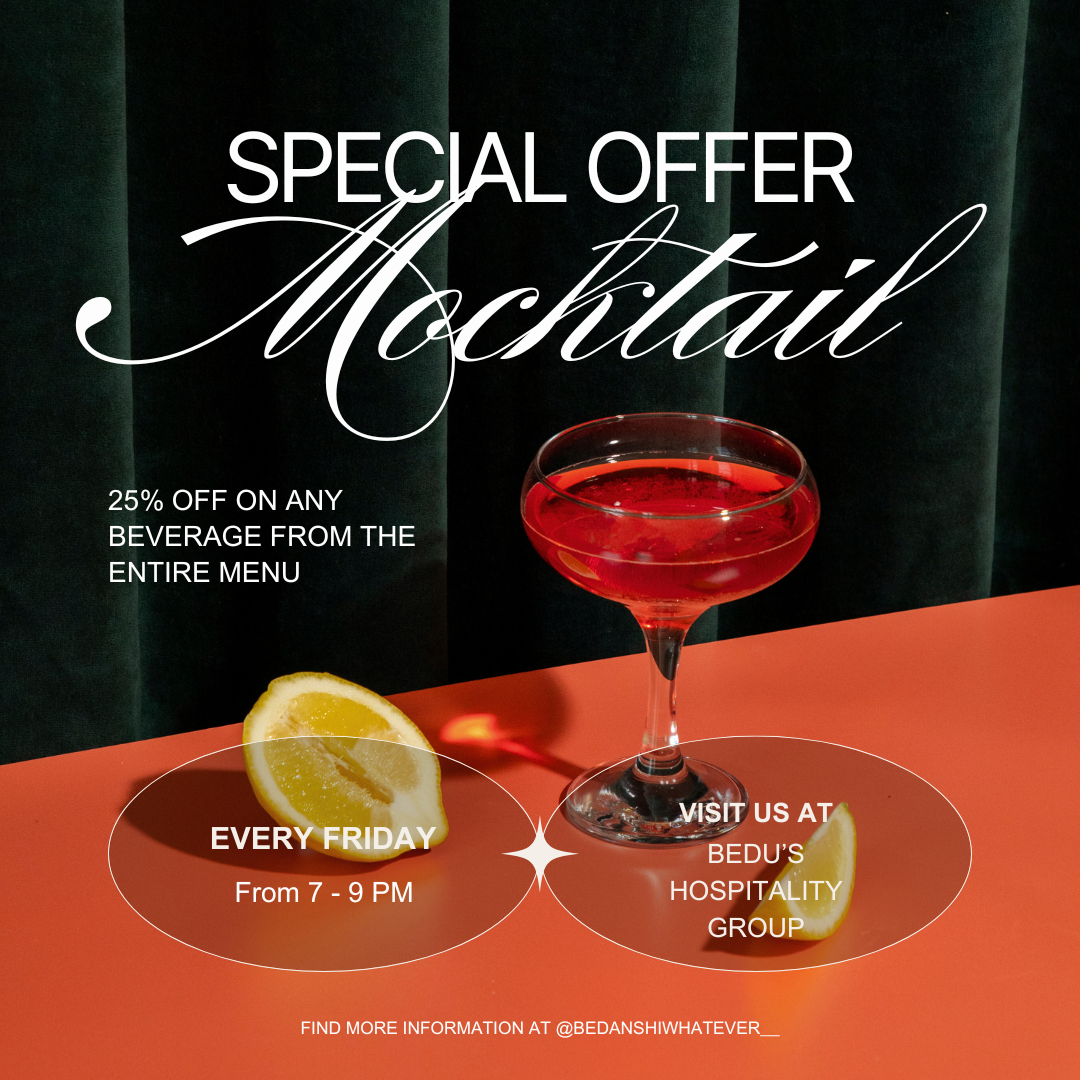 SPECIAL OFFER
Mocktail
25% OFF ON ANY
BEVERAGE FROM THE
ENTIRE MENU
EVERY FRIDAY
From 7 - 9 PM
VISIT US AT
BEDU’S
HOSPITALITY
GROUP
FIND MORE INFORMATION AT @BEDANSHIWHATEVER__